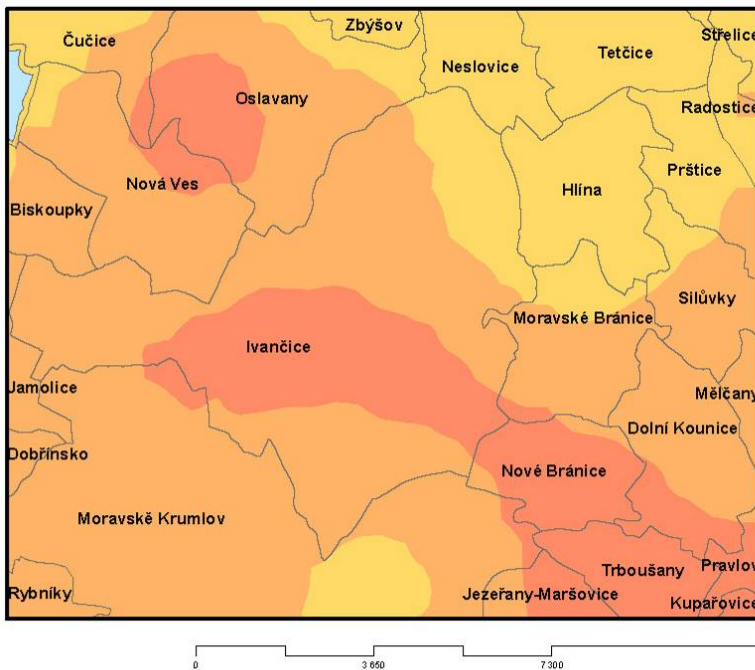 Zbýšov
Střelice
Čučice
Tetčice
Neslovice
Oslavany
Radostice
Prštice
Nová Ves
Hlína
Biskoupky
Silůvky
Moravské Bránice
Ivančice
Jamolice
Mělčany
Dolní Kounice
Dobřínsko
Nové Bránice
Moravskě Krumlov
Pravlov
Trboušany
Rybníky
Jezeřany-Maršovice
Kupařovice
0 3 650 7 300